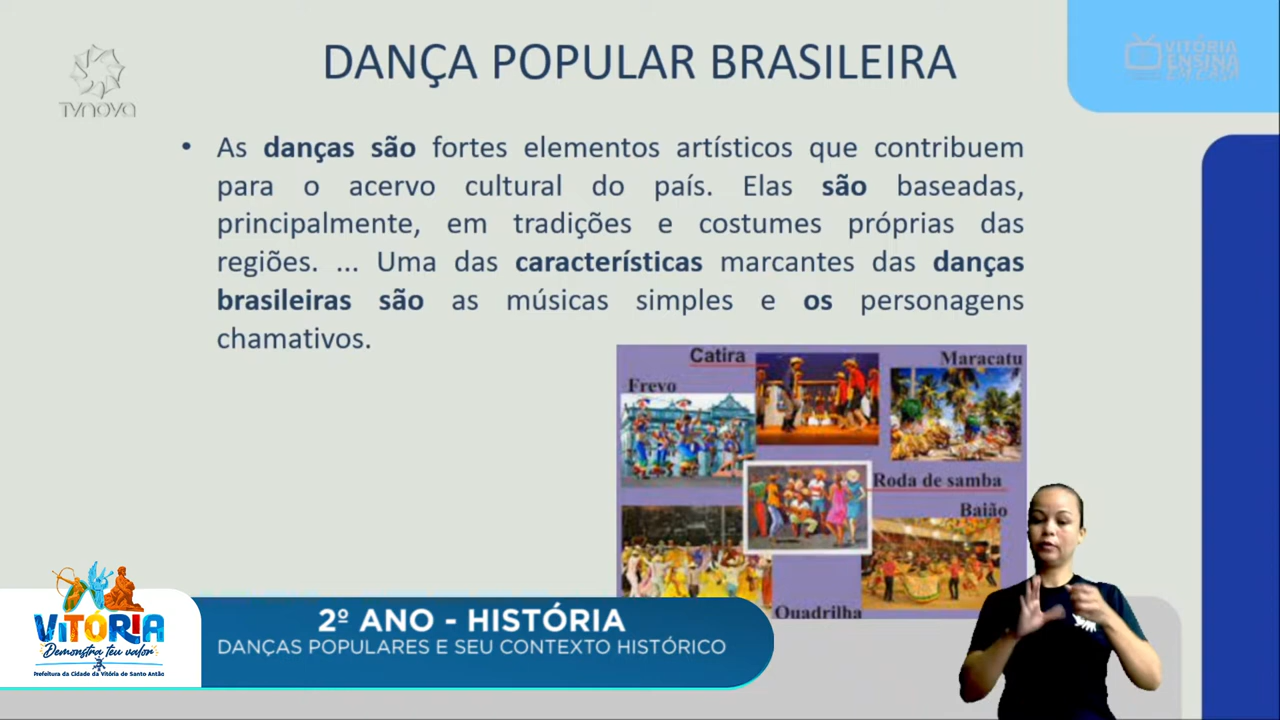 DANÇA POPULAR BRASILEIRA
TVNOVA
VITÓRIA
ENSINA
EM CASA
• As danças são fortes elementos artísticos que contribuem
para o acervo cultural do país. Elas são baseadas,
principalmente, em tradições e costumes próprias das
regiões. ... Uma das características marcantes das danças
brasileiras são as músicas simples e os personagens
chamativos.
Catira
Maracatu
Frevo
Roda de samba
Baião
Quadrilha
2º ANO - HISTÓRIA
DANÇAS POPULARES E SEU CONTEXTO HISTÓRICO
VITÓRIA
Demonstra teu valor
Prefeitura da Cidade da Vitória de Santo Antão